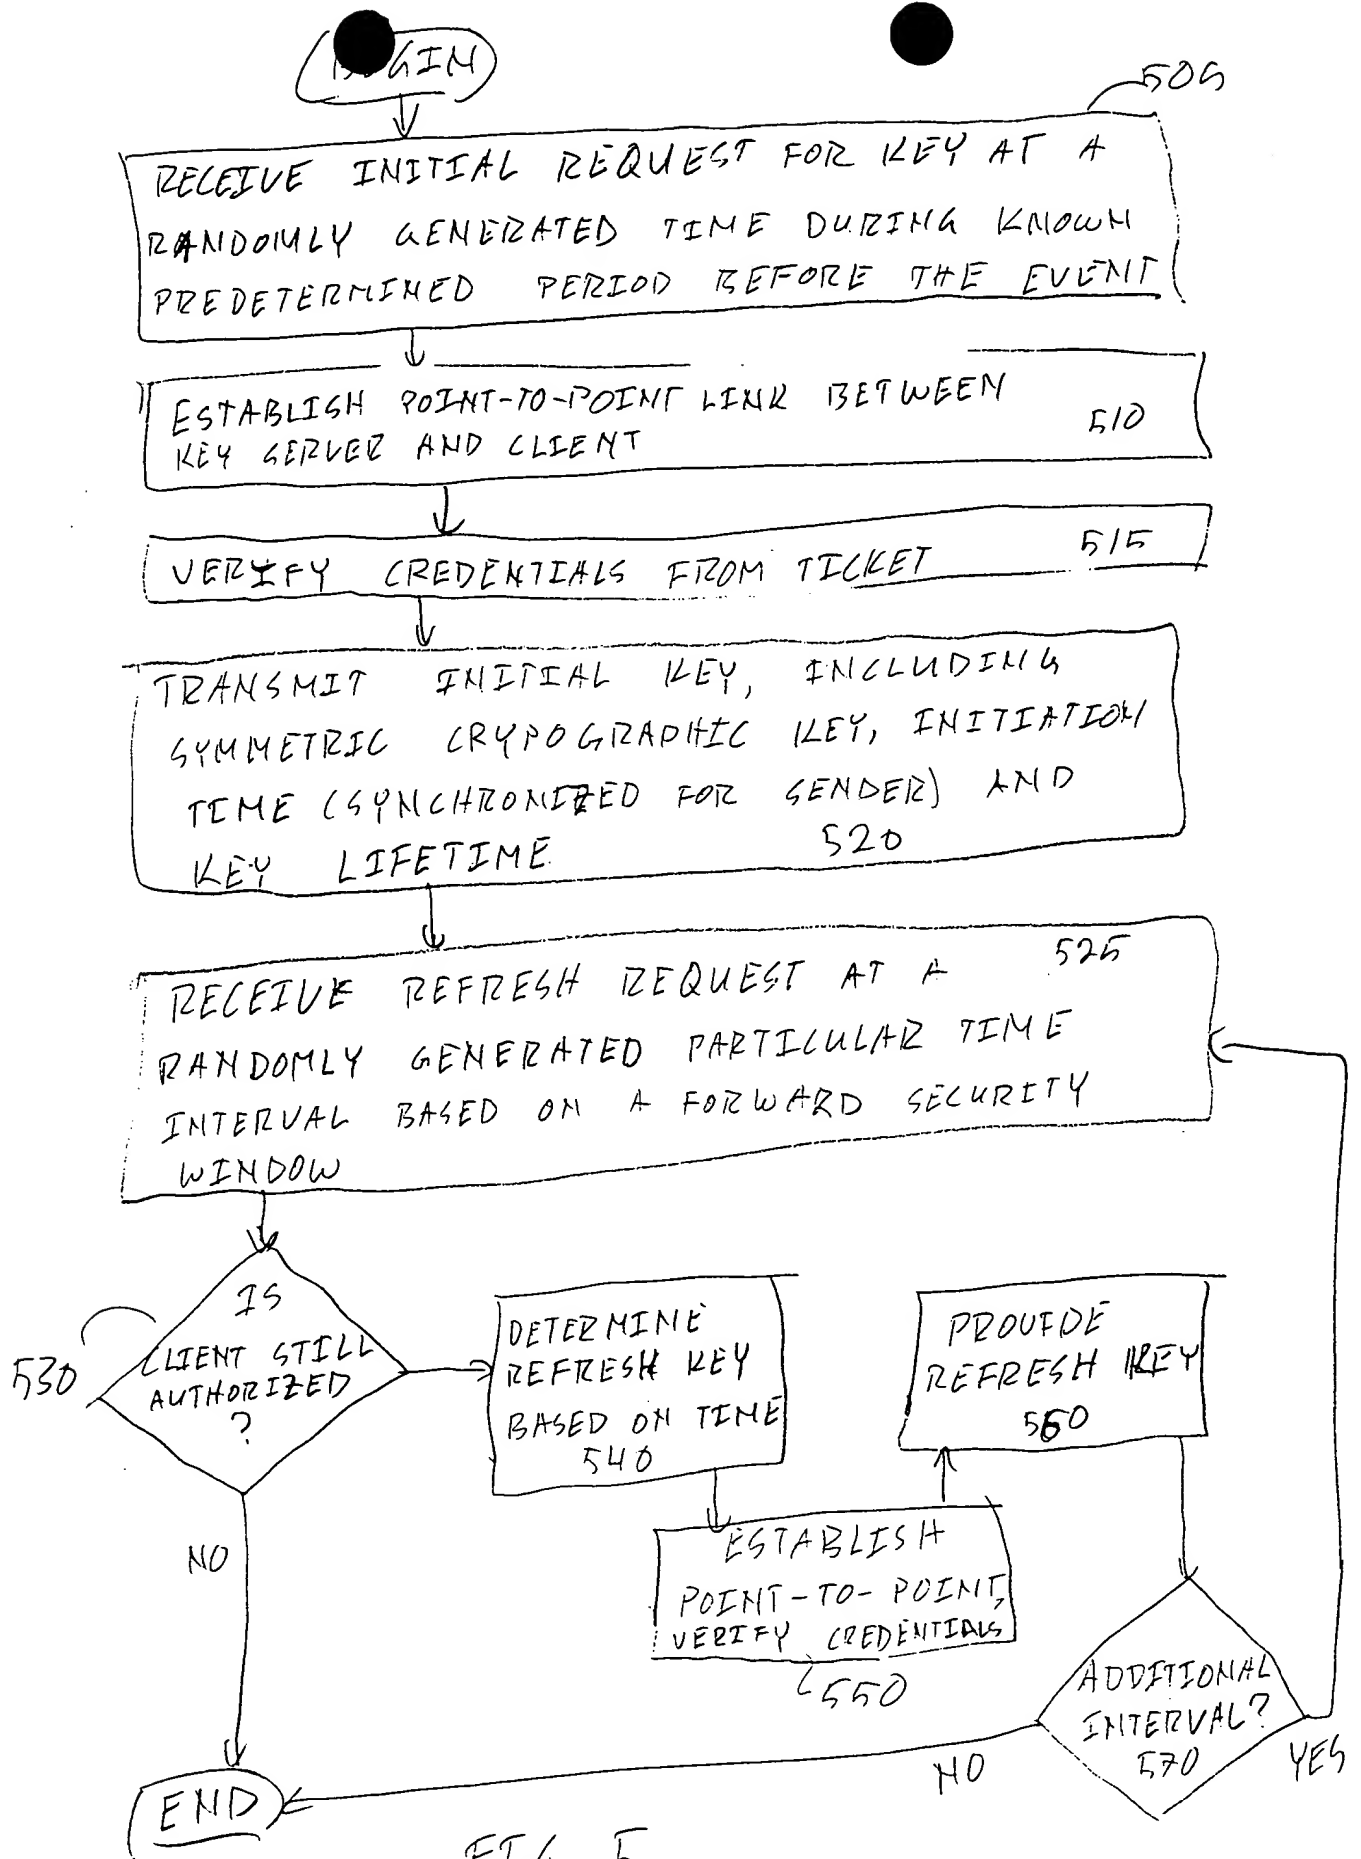 BEGIN
505
RECEIVE INITIAL REQUEST FOR KEY AT A
RANDOMLY GENERATED TIME DURING KNOWN
PREDETERMINED PERIOD BEFORE THE EVENT
ESTABLISH POINT-TO-POINT LINK BETWEEN
KEY SERVER AND CLIENT
510
VERIFY CREDENTIALS FROM TICKET
515
TRANSMIT INITIAL KEY, INCLUDING
SYMMETRIC CRYPOGRAPHIC KEY, INITIATION
TIME (SYNCHRONIZED FOR SENDER) AND
KEY LIFETIME
520
525
RECEIVE REFRESH REQUEST AT A
RANDOMLY GENERATED PARTICULAR TIME
INTERVAL BASED ON A FORWARD SECURITY
WINDOW
530
IS
CLIENT STILL
AUTHORIZED
?
NO
DETERMINE
REFRESH KEY
BASED ON TIME
540
ESTABLISH
POINT-TO-POINT,
VERIFY CREDENTIALS
550
PROVIDE
REFRESH KEY
560
ADDITIONAL
INTERVAL?
570
YES
NO
END
FIG. 5